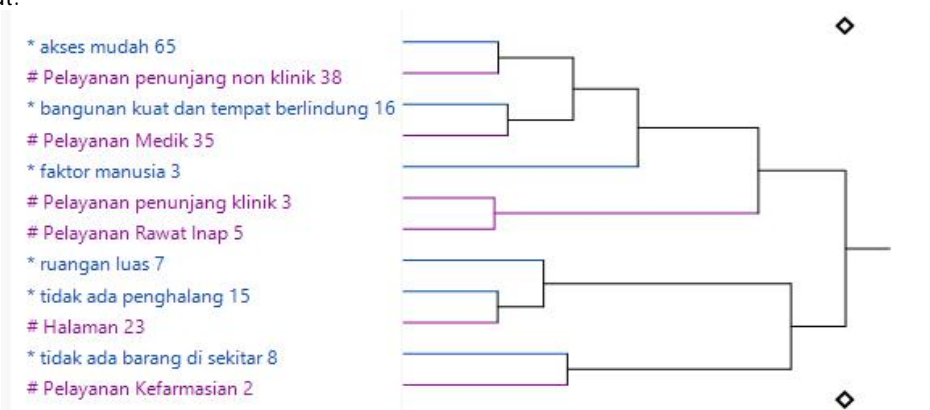 * akses mudah 65
# Pelayanan penunjang non klinik 38
* bangunan kuat dan tempat berlindung 16
# Pelayanan Medik 35
* faktor manusia 3
# Pelayanan penunjang klinik 3
# Pelayanan Rawat Inap 5
* ruangan luas 7
* tidak ada penghalang 15
# Halaman 23
* tidak ada barang di sekitar 8
# Pelayanan Kefarmasian 2